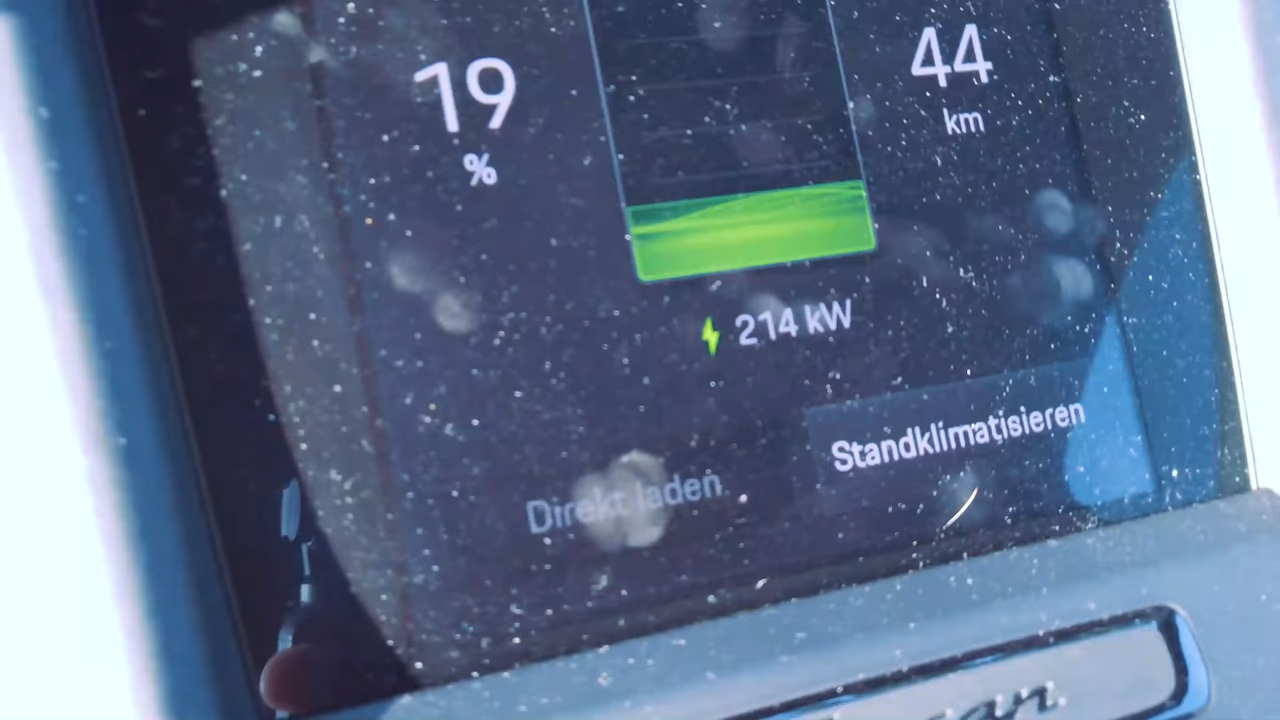 19
%
44
km
214 kW
Direkt laden
Standklimatisieren